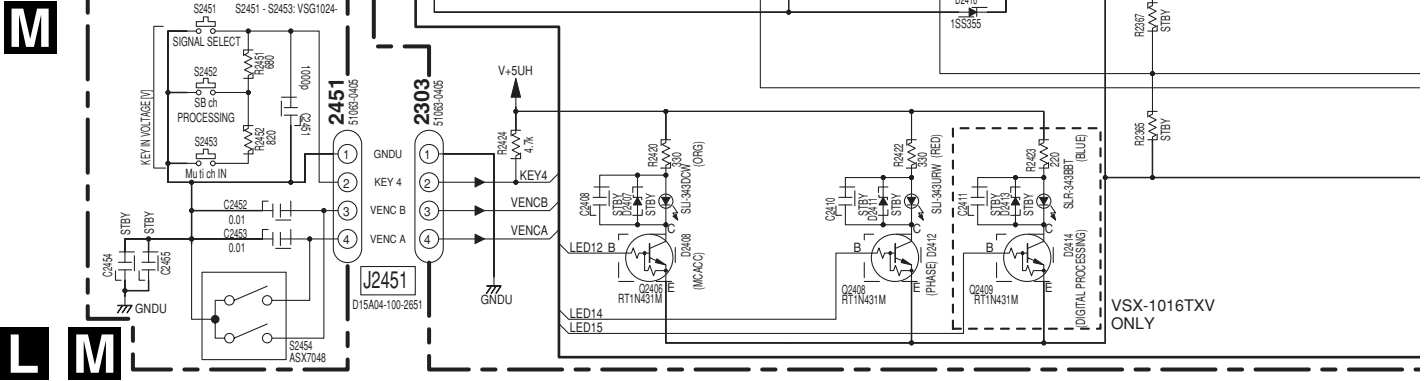 M
S2451
S2451 - S2453: VSG1024-
SIGNAL SELECT
R2451
680
1000p
C2451
S2452
SB ch
PROCESSING
KEY IN VOLTAGE [V]
R2452
820
S2453
Mu ti ch IN
2451
51063-0405
2303
51063-0405
1
GNDU
1
2
KEY 4
2
3
VENC B
3
4
VENC A
4
J2451
D15A04-100-2651
C2452
0.01
C2453
0.01
STBY
STBY
C2454
C2455
GNDU
S2454
ASX7048
L
M
V+5UH
R2424
4.7k
KEY4
VENCB
VENCA
GNDU
LED12
LED14
LED15
R2420
330
(ORG)
C2408
STBY
D2407
STBY
SLI-343DCW
C
B
E
D2408
(MCACC)
Q2406
RT1N431M
D2410
1SS355
R2422
330
(RED)
C2410
STBY
D2411
STBY
SLI-343URW
C
B
E
D2412
(PHASE)
Q2408
RT1N431M
R2423
220
(BLUE)
C2411
STBY
D2413
STBY
SLR-343BBT
C
B
E
D2414
(DIGITAL PROCESSING)
Q2409
RT1N431M
VSX-1016TXV
ONLY
R2367
STBY
R2365
STBY